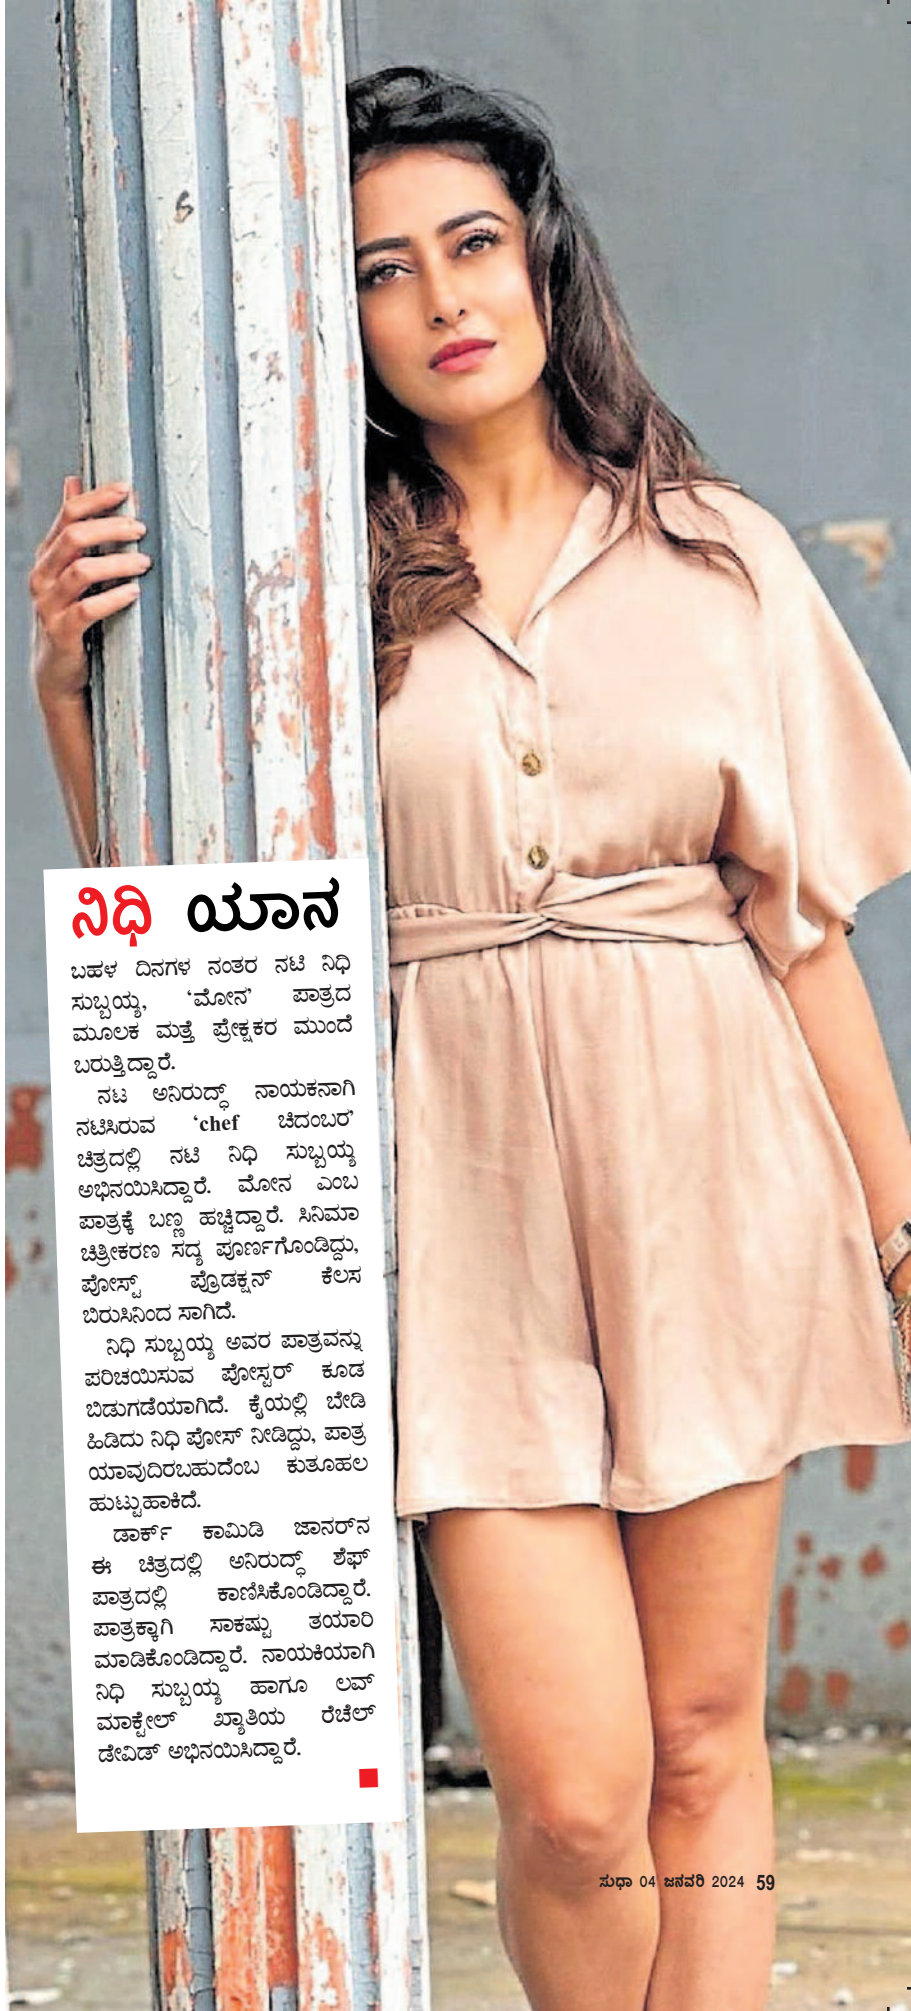 ನಿಧಿ ಯಾನ
ಬಹಳ ದಿನಗಳ ನಂತರ ನಟಿ ನಿಧಿ
ಸುಬ್ಬಯ್ಯ, ‘ಮೋನ’ ಪಾತ್ರದ
ಮೂಲಕ ಮತ್ತೆ ಪ್ರೇಕ್ಷಕರ ಮುಂದೆ
ಬರುತ್ತಿದ್ದಾರೆ.
ನಟ ಅನಿರುದ್ಧ್ ನಾಯಕನಾಗಿ
ನಟಿಸಿರುವ ‘chef ಚಿದಂಬರ’
ಚಿತ್ರದಲ್ಲಿ ನಟಿ ನಿಧಿ ಸುಬ್ಬಯ್ಯ
ಅಭಿನಯಿಸಿದ್ದಾರೆ. ಮೋನ ಎಂಬ
ಪಾತ್ರಕ್ಕೆ ಬಣ್ಣ ಹಚ್ಚಿದ್ದಾರೆ. ಸಿನಿಮಾ
ಚಿತ್ರೀಕರಣ ಸದ್ಯ ಪೂರ್ಣಗೊಂಡಿದ್ದು,
ಪೋಸ್ಟ್ ಪ್ರೊಡಕ್ಷನ್ ಕೆಲಸ
ಬಿರುಸಿನಿಂದ ಸಾಗಿದೆ.
ನಿಧಿ ಸುಬ್ಬಯ್ಯ ಅವರ ಪಾತ್ರವನ್ನು
ಪರಿಚಯಿಸುವ ಪೋಸ್ಟರ್ ಕೂಡ
ಬಿಡುಗಡೆಯಾಗಿದೆ. ಕೈಯಲ್ಲಿ ಬೇಡಿ
ಹಿಡಿದು ನಿಧಿ ಪೋಸ್ ನೀಡಿದ್ದು, ಪಾತ್ರ
ಯಾವುದಿರಬಹುದೆಂಬ ಕುತೂಹಲ
ಹುಟ್ಟುಹಾಕಿದೆ.
ಡಾರ್ಕ್ ಕಾಮಿಡಿ ಜಾನರ್‌ನ
ಈ ಚಿತ್ರದಲ್ಲಿ ಅನಿರುದ್ಧ್ ಶೆಫ್
ಪಾತ್ರದಲ್ಲಿ ಕಾಣಿಸಿಕೊಂಡಿದ್ದಾರೆ.
ಪಾತ್ರಕ್ಕಾಗಿ ಸಾಕಷ್ಟು ತಯಾರಿ
ಮಾಡಿಕೊಂಡಿದ್ದಾರೆ. ನಾಯಕಿಯಾಗಿ
ನಿಧಿ ಸುಬ್ಬಯ್ಯ ಹಾಗೂ ಲವ್
ಮಾಕ್ಟೇಲ್ ಖ್ಯಾತಿಯ ರೆಚೆಲ್
ಡೇವಿಡ್ ಅಭಿನಯಿಸಿದ್ದಾರೆ.
ಸುಧಾ 04 ಜನವರಿ 2024 59